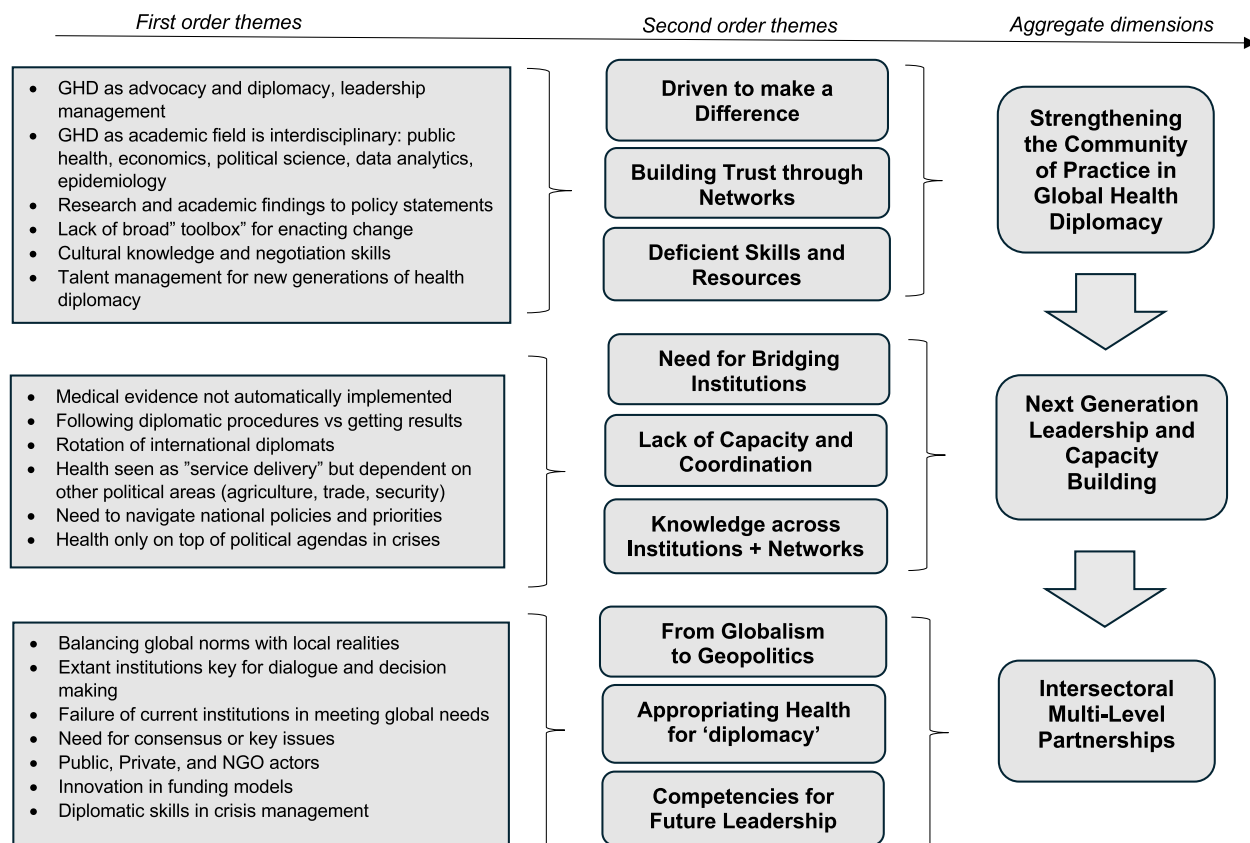 First order themes
Second order themes
Aggregate dimensions
• GHD as advocacy and diplomacy, leadership
management
• GHD as academic field is interdisciplinary: public
health, economics, political science, data analytics,
epidemiology
• Research and academic findings to policy statements
• Lack of broad” toolbox” for enacting change
• Cultural knowledge and negotiation skills
• Talent management for new generations of health
diplomacy
Driven to make a
Difference
Building Trust through
Networks
Deficient Skills and
Resources
Strengthening
the Community
of Practice in
Global Health
Diplomacy
• Medical evidence not automatically implemented
• Following diplomatic procedures vs getting results
• Rotation of international diplomats
• Health seen as ”service delivery” but dependent on
other political areas (agriculture, trade, security)
• Need to navigate national policies and priorities
• Health only on top of political agendas in crises
Need for Bridging
Institutions
Lack of Capacity and
Coordination
Knowledge across
Institutions + Networks
Next Generation
Leadership and
Capacity
Building
• Balancing global norms with local realities
• Extant institutions key for dialogue and decision
making
• Failure of current institutions in meeting global needs
• Need for consensus or key issues
• Public, Private, and NGO actors
• Innovation in funding models
• Diplomatic skills in crisis management
From Globalism
to Geopolitics
Appropriating Health
for ‘diplomacy’
Competencies for
Future Leadership
Intersectoral
Multi-Level
Partnerships